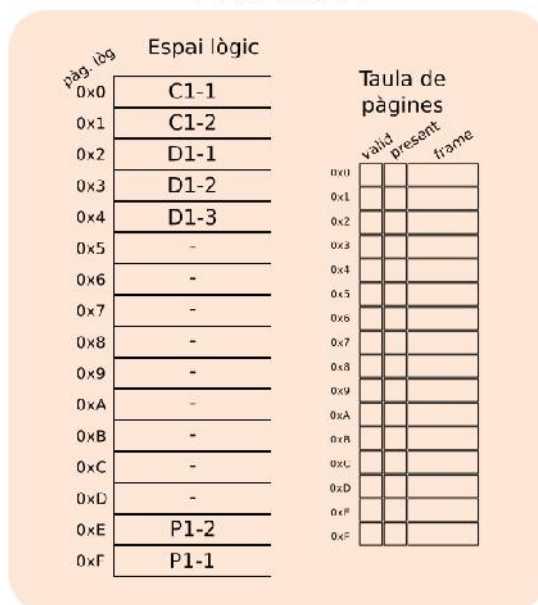 Espai lògic
pàg. lòg
0x0 C1-1
0x1 C1-2
0x2 D1-1
0x3 D1-2
0x4 D1-3
0x5 -
0x6 -
0x7 -
0x8 -
0x9 -
0xA -
0xB -
0xC -
0xD -
0xE P1-2
0xF P1-1
Taula de
pàgines
valid present frame
0x0
0x1
0x2
0x3
0x4
0x5
0x6
0x7
0x8
0x9
0xA
0xB
0xC
0xD
0xE
0xF